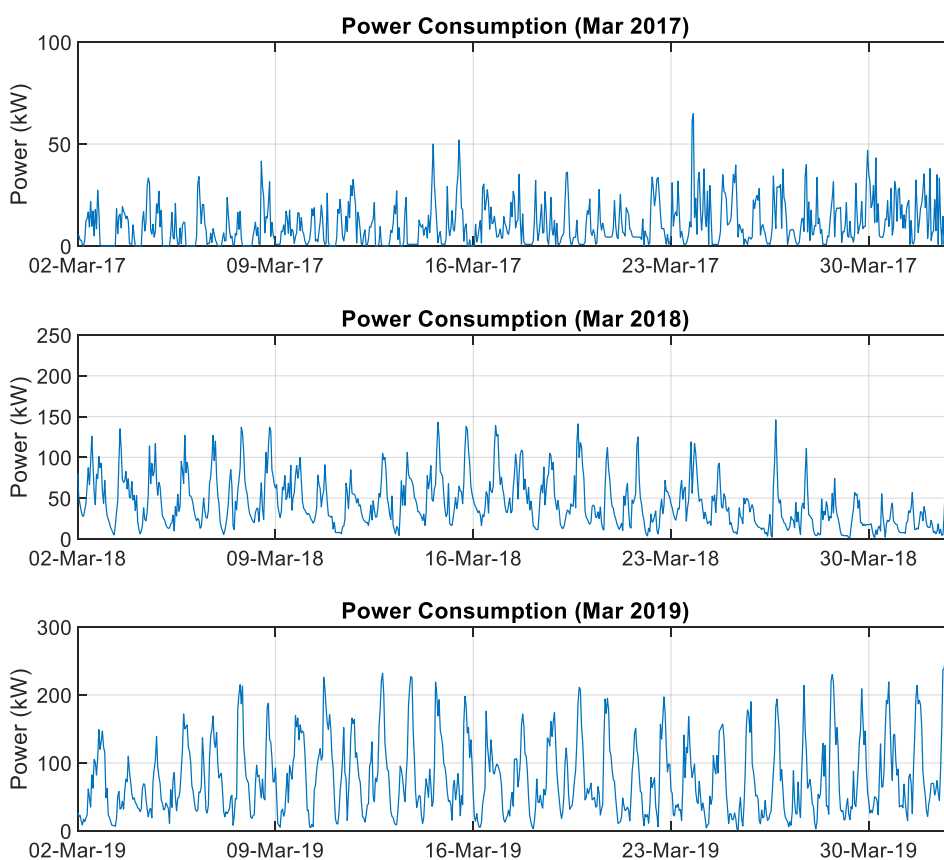 Power Consumption (Mar 2017)
100
50
0
Power (kW)
02-Mar-17 09-Mar-17 16-Mar-17 23-Mar-17 30-Mar-17
Power Consumption (Mar 2018)
250
200
150
100
50
0
Power (kW)
02-Mar-18 09-Mar-18 16-Mar-18 23-Mar-18 30-Mar-18
Power Consumption (Mar 2019)
300
200
100
0
Power (kW)
02-Mar-19 09-Mar-19 16-Mar-19 23-Mar-19 30-Mar-19